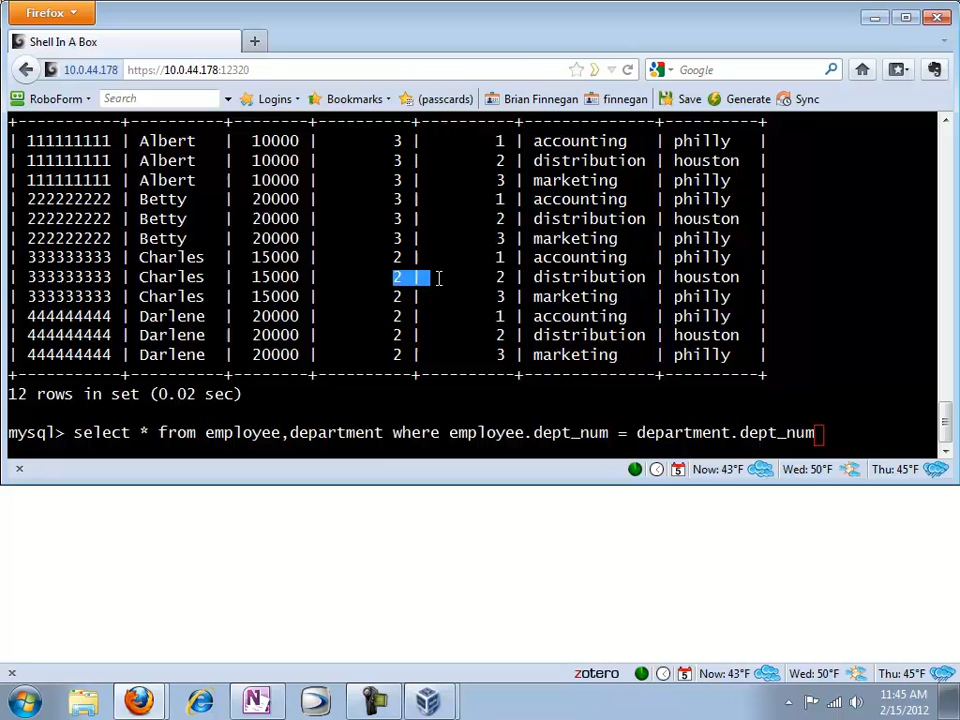 Firefox
Shell In A Box
10.0.44.178 https://10.0.44.178:12320 Google
RoboForm Search Logins Bookmarks (passcards) Brian Finnegan finnegan Save Generate Sync
+-----------+---------+-------+----------+----------+--------------+----------+
| 111111111 | Albert | 10000 | 3 | 1 | accounting | philly |
| 111111111 | Albert | 10000 | 3 | 2 | distribution | houston |
| 111111111 | Albert | 10000 | 3 | 3 | marketing | philly |
| 222222222 | Betty | 20000 | 3 | 1 | accounting | philly |
| 222222222 | Betty | 20000 | 3 | 2 | distribution | houston |
| 222222222 | Betty | 20000 | 3 | 3 | marketing | philly |
| 333333333 | Charles | 15000 | 2 | 1 | accounting | philly |
| 333333333 | Charles | 15000 | 2 | 2 | distribution | houston |
| 333333333 | Charles | 15000 | 2 | 3 | marketing | philly |
| 444444444 | Darlene | 20000 | 2 | 1 | accounting | philly |
| 444444444 | Darlene | 20000 | 2 | 2 | distribution | houston |
| 444444444 | Darlene | 20000 | 2 | 3 | marketing | philly |
+-----------+---------+-------+----------+----------+--------------+----------+
12 rows in set (0.02 sec)
mysql> select * from employee,department where employee.dept_num = department.dept_num
5 Now: 43°F Wed: 50°F Thu: 45°F
zotero 5 Now: 43°F Wed: 50°F Thu: 45°F
11:45 AM
2/15/2012